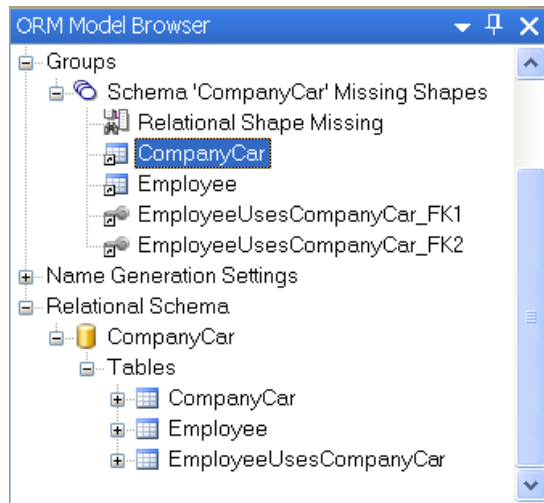 ORM Model Browser
Groups
Schema 'CompanyCar' Missing Shapes
Relational Shape Missing
CompanyCar
Employee
EmployeeUsesCompanyCar_FK1
EmployeeUsesCompanyCar_FK2
Name Generation Settings
Relational Schema
CompanyCar
Tables
CompanyCar
Employee
EmployeeUsesCompanyCar